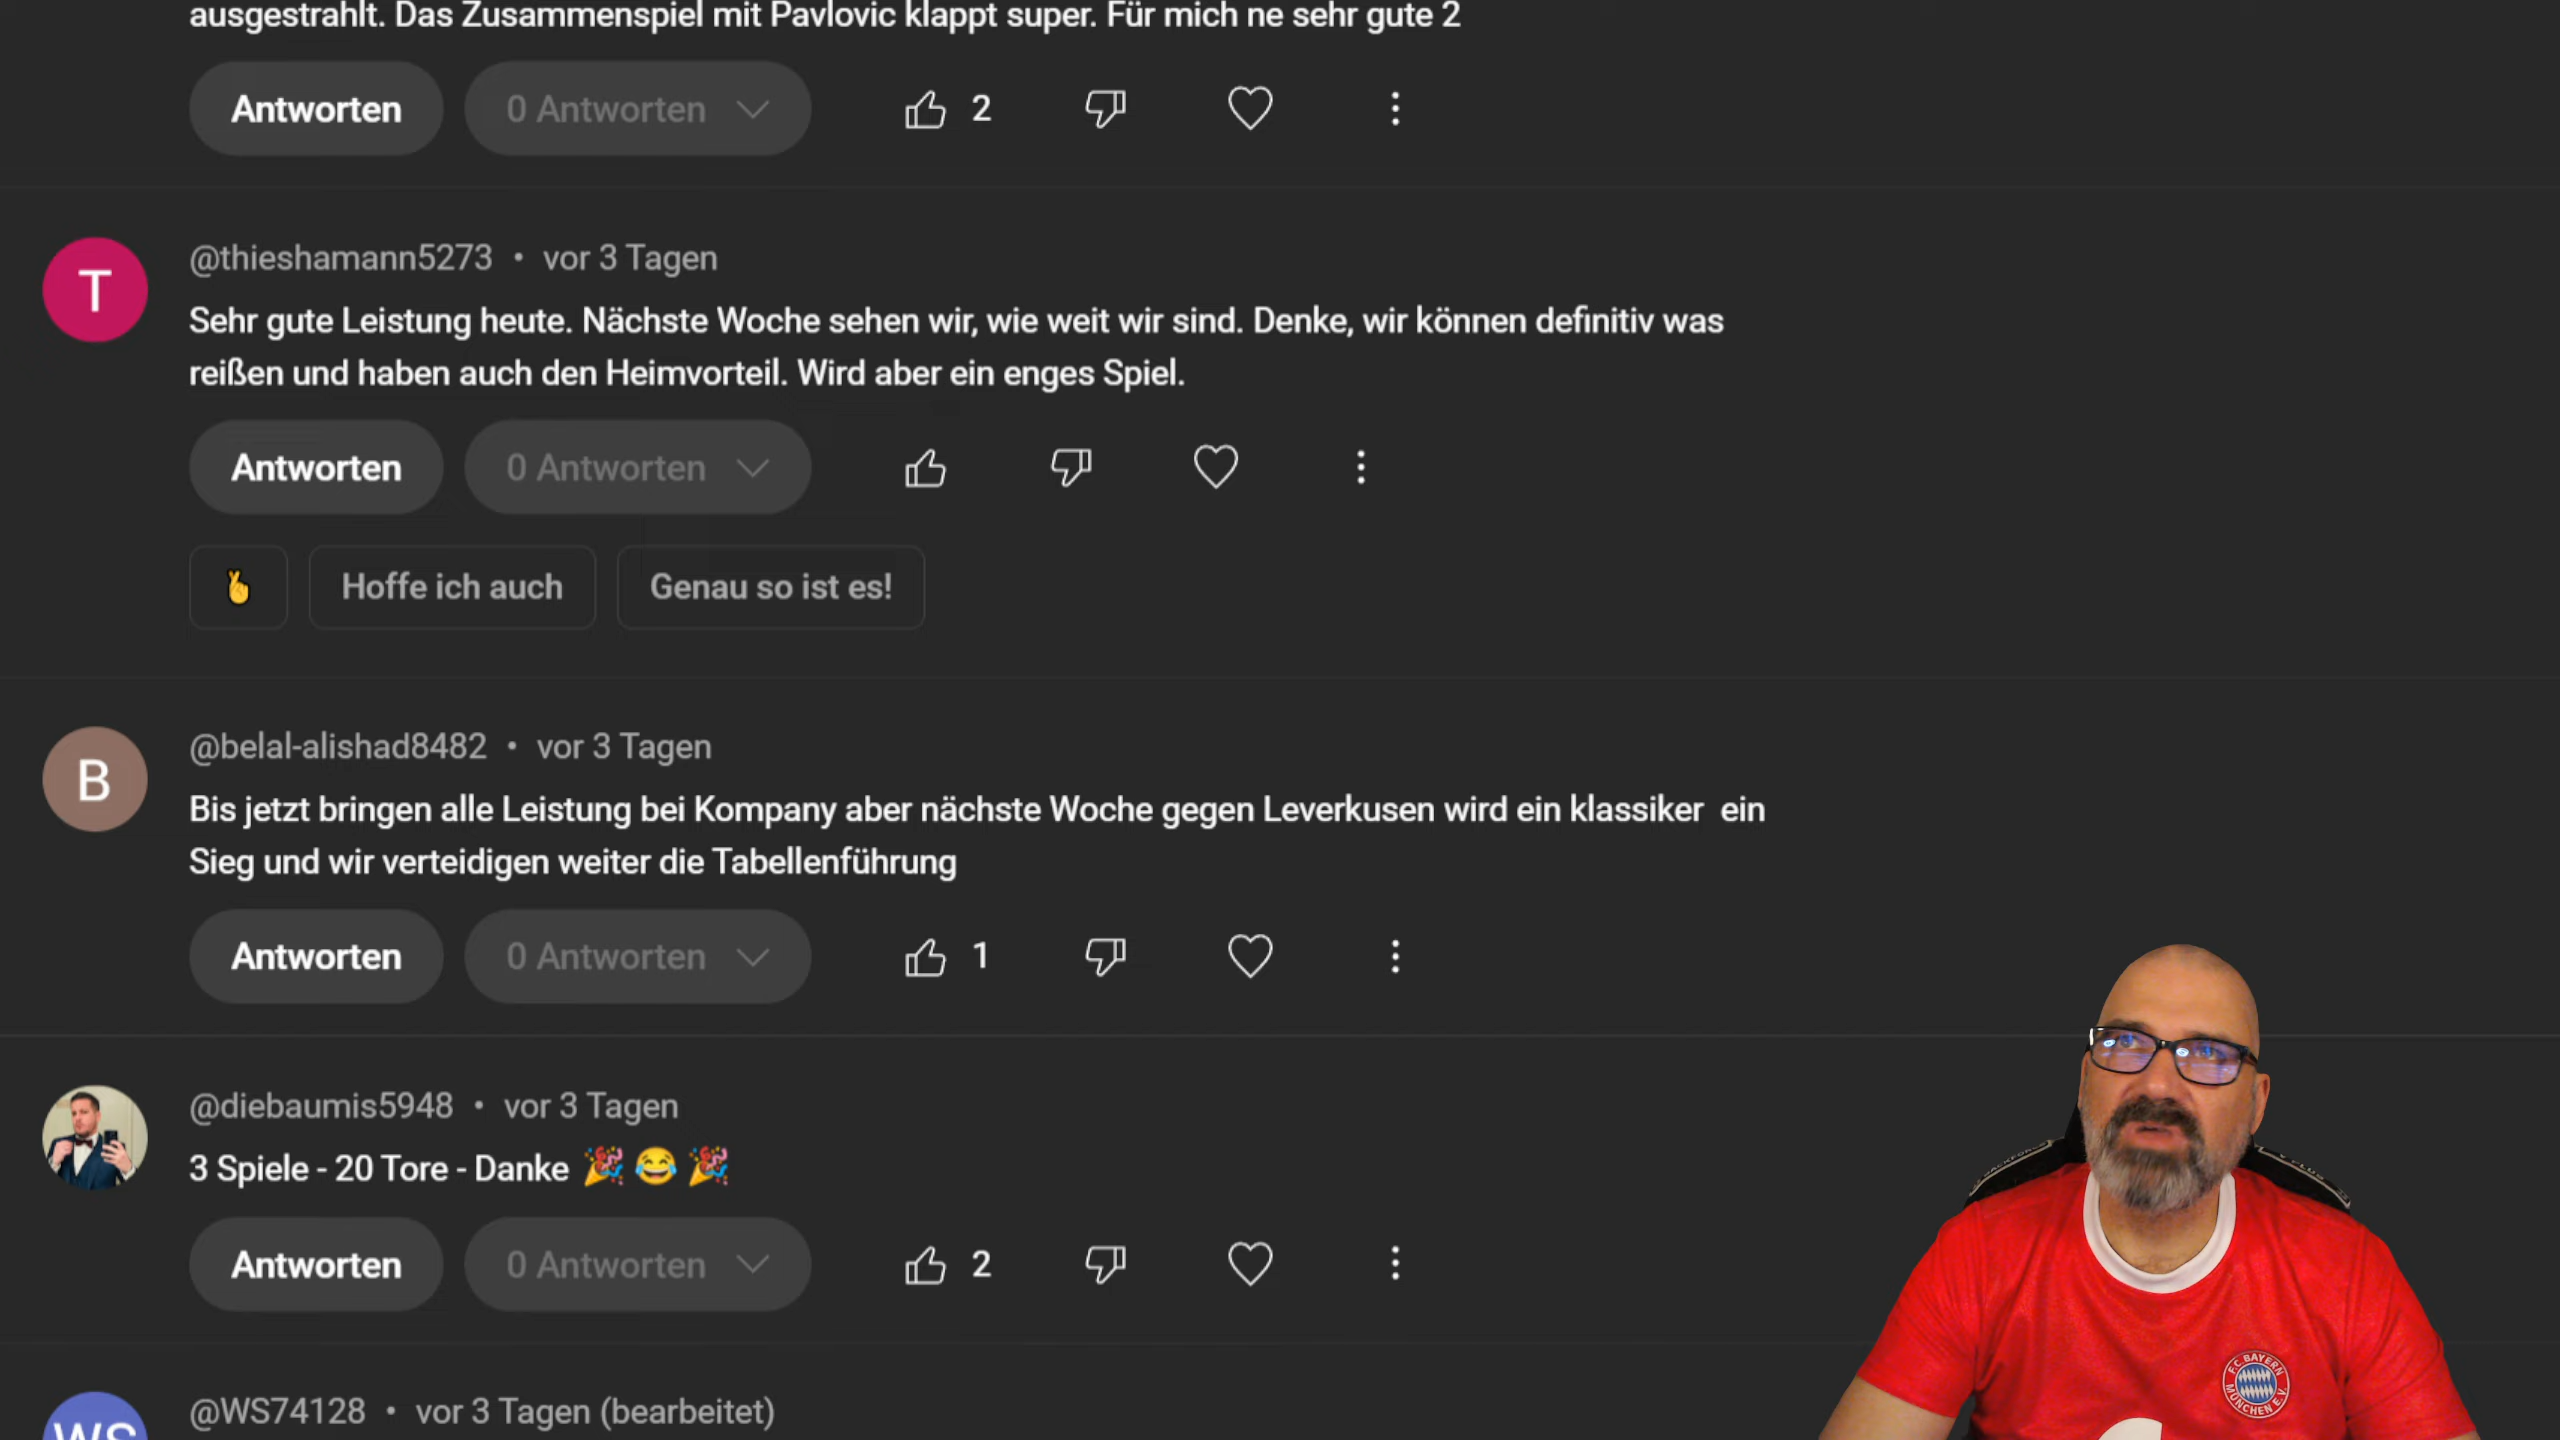 ausgestrahlt. Das Zusammenspiel mit Pavlovic klappt super. Für mich ne sehr gute 2
Antworten 0 Antworten 2
T @thieshamann5273 • vor 3 Tagen
Sehr gute Leistung heute. Nächste Woche sehen wir, wie weit wir sind. Denke, wir können definitiv was
reißen und haben auch den Heimvorteil. Wird aber ein enges Spiel.
Antworten 0 Antworten
🤞 Hoffe ich auch Genau so ist es!
B @belal-alishad8482 • vor 3 Tagen
Bis jetzt bringen alle Leistung bei Kompany aber nächste Woche gegen Leverkusen wird ein klassiker  ein
Sieg und wir verteidigen weiter die Tabellenführung
Antworten 0 Antworten 1
@diebaumis5948 • vor 3 Tagen
3 Spiele - 20 Tore - Danke 🎉😂🎉
Antworten 0 Antworten 2
WS @WS74128 • vor 3 Tagen (bearbeitet)
F.C. BAYERN
MÜNCHEN E.V.